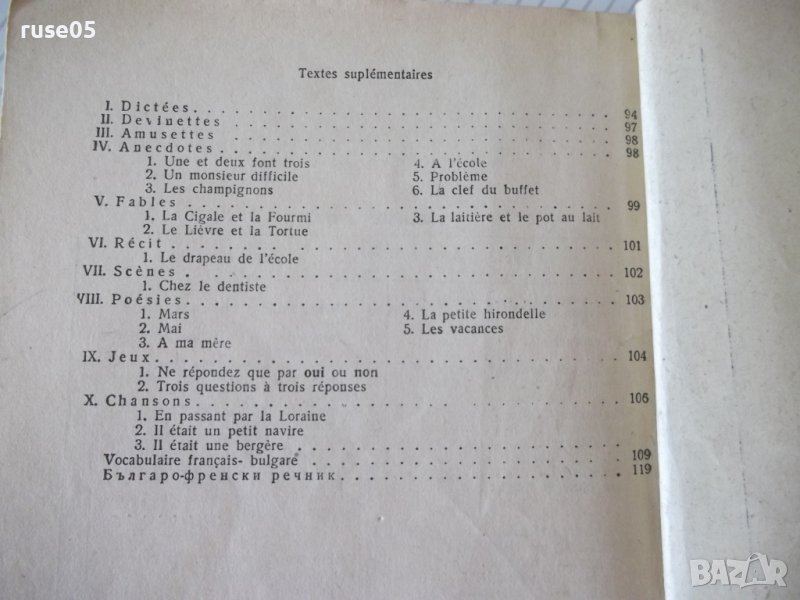 ruse05
Textes suplémentaires
I. Dictées 94
II. Devinettes 97
III. Amusettes 98
IV. Anecdotes 98
1. Une et deux font trois
2. Un monsieur difficile
3. Les champignons
4. A l'école
5. Problème
6. La clef du buffet
V. Fables 99
1. La Cigale et la Fourmi
2. Le Lièvre et la Tortue
3. La laitière et le pot au lait
VI. Récit 101
1. Le drapeau de l'école
VII. Scènes 102
1. Chez le dentiste
VIII. Poésies 103
1. Mars
2. Mai
3. A ma mère
4. La petite hirondelle
5. Les vacances
IX. Jeux 104
1. Ne répondez que par oui ou non
2. Trois questions à trois réponses
X. Chansons 106
1. En passant par la Loraine
2. Il était un petit navire
3. Il était une bergère
Vocabulaire français- bulgare 109
Българо-френски речник 119
BAZAR
bg